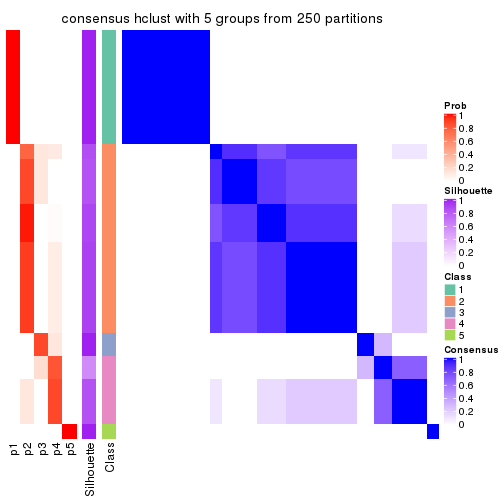 consensus hclust with 5 groups from 250 partitions
Prob
1
0.8
0.6
0.4
0.2
0
Silhouette
1
0.8
0.6
0.4
0.2
0
Class
1
2
3
4
5
Consensus
1
0.8
0.6
0.4
0.2
0
p1
p2
p3
p4
p5
Silhouette
Class